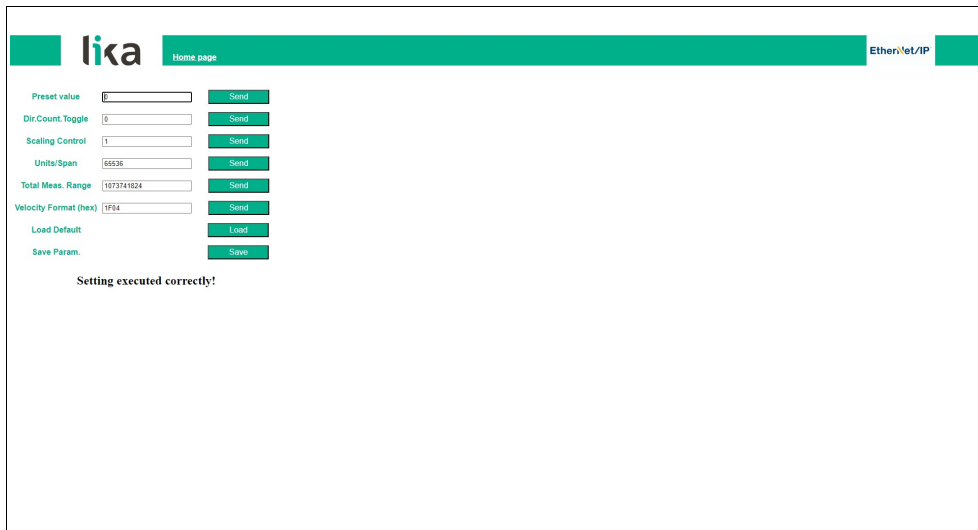 lika
Home page
EtherNet/IP
Preset value 0 Send
Dir.Count.Toggle 0 Send
Scaling Control 1 Send
Units/Span 65536 Send
Total Meas. Range 1073741824 Send
Velocity Format (hex) 1F04 Send
Load Default Load
Save Param. Save
Setting executed correctly!